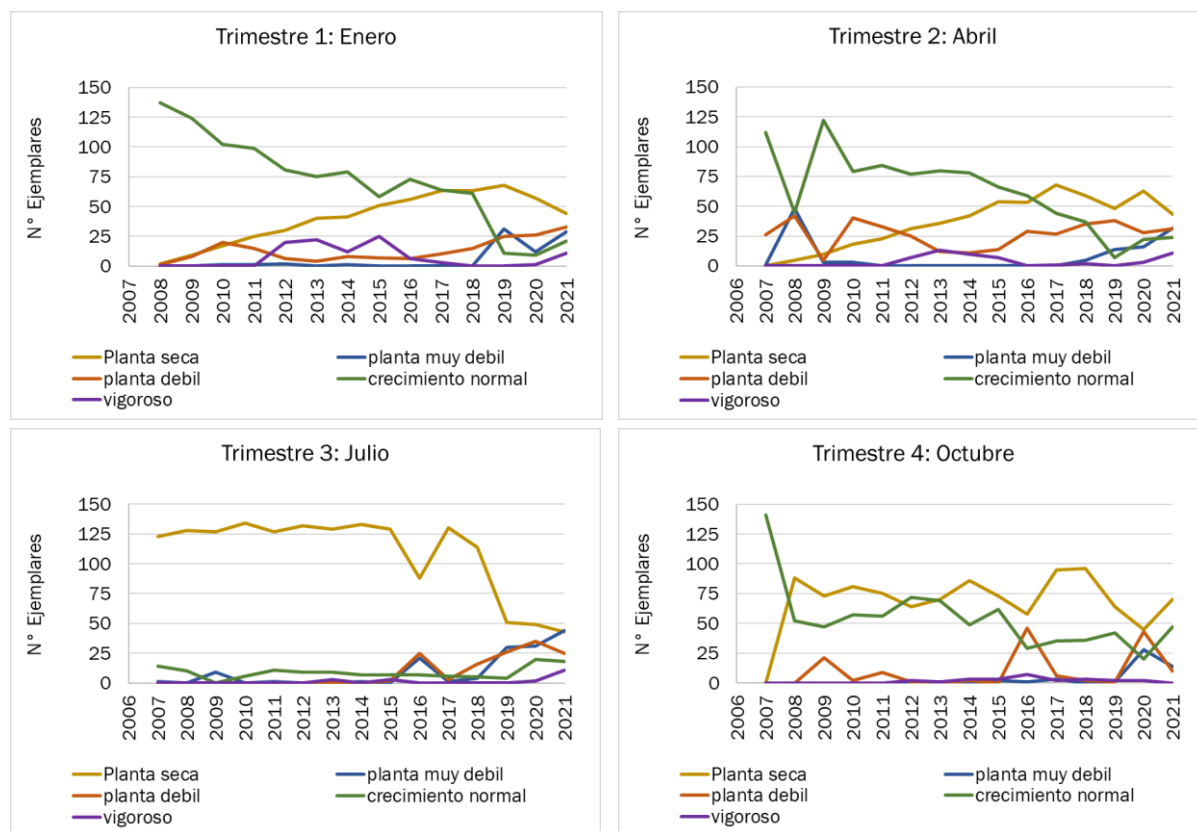 Trimestre 1: Enero
N° Ejemplares
150
125
100
75
50
25
0
2007 2008 2009 2010 2011 2012 2013 2014 2015 2016 2017 2018 2019 2020 2021
Planta seca planta muy debil
planta debil crecimiento normal
vigoroso
Trimestre 2: Abril
N° Ejemplares
150
125
100
75
50
25
0
2006 2007 2008 2009 2010 2011 2012 2013 2014 2015 2016 2017 2018 2019 2020 2021
Planta seca planta muy debil
planta debil crecimiento normal
vigoroso
Trimestre 3: Julio
N° Ejemplares
150
125
100
75
50
25
0
2006 2007 2008 2009 2010 2011 2012 2013 2014 2015 2016 2017 2018 2019 2020 2021
Planta seca planta muy debil
planta debil crecimiento normal
vigoroso
Trimestre 4: Octubre
N° Ejemplares
150
125
100
75
50
25
0
2006 2007 2008 2009 2010 2011 2012 2013 2014 2015 2016 2017 2018 2019 2020 2021
Planta seca planta muy debil
planta debil crecimiento normal
vigoroso